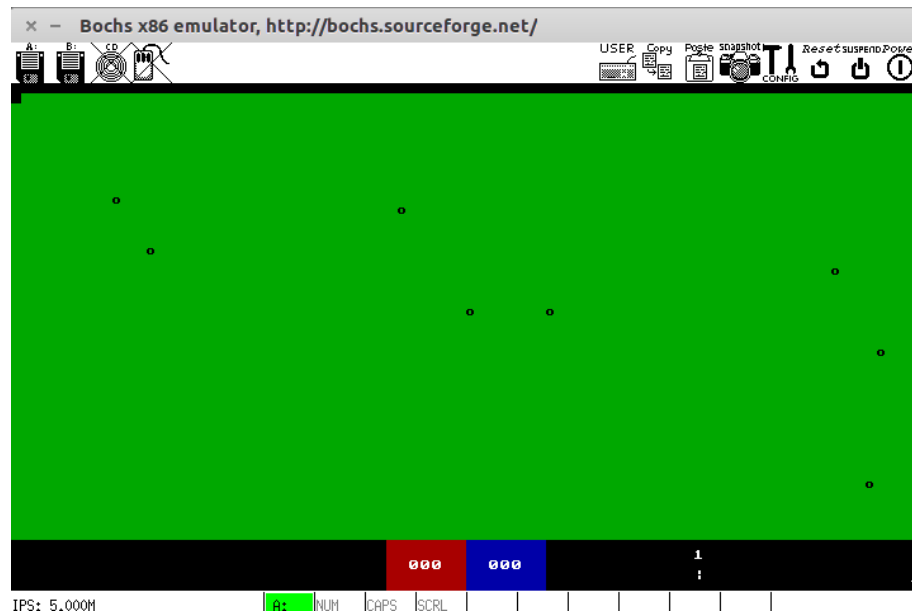 × – Bochs x86 emulator, http://bochs.sourceforge.net/
A: B: CD USER Copy Paste snapshot CONFIG Reset SUSPEND Power
o
o
o
o
o o
o
o
000 000 1
:
IPS: 5.000M A: NUM CAPS SCRL